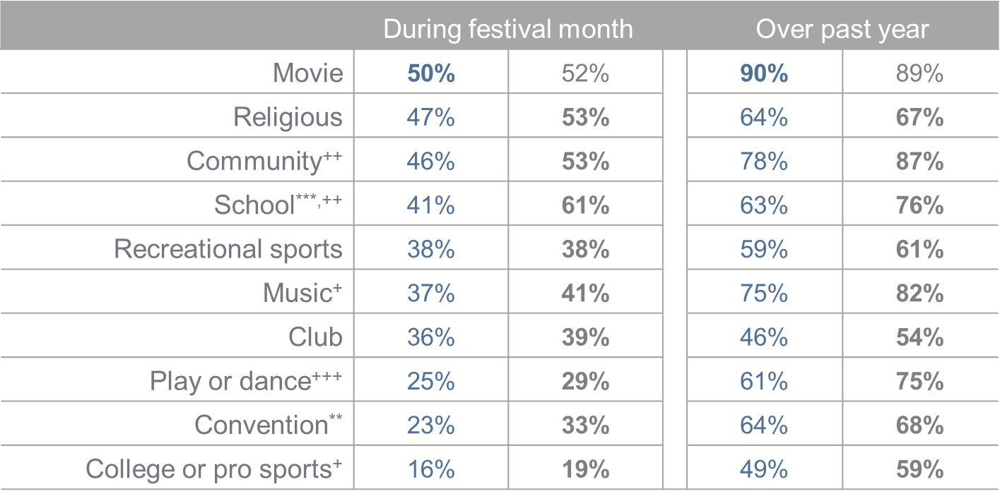 During festival month Over past year
Movie 50% 52% 90% 89%
Religious 47% 53% 64% 67%
Community++ 46% 53% 78% 87%
School***,++ 41% 61% 63% 76%
Recreational sports 38% 38% 59% 61%
Music+ 37% 41% 75% 82%
Club 36% 39% 46% 54%
Play or dance+++ 25% 29% 61% 75%
Convention** 23% 33% 64% 68%
College or pro sports+ 16% 19% 49% 59%